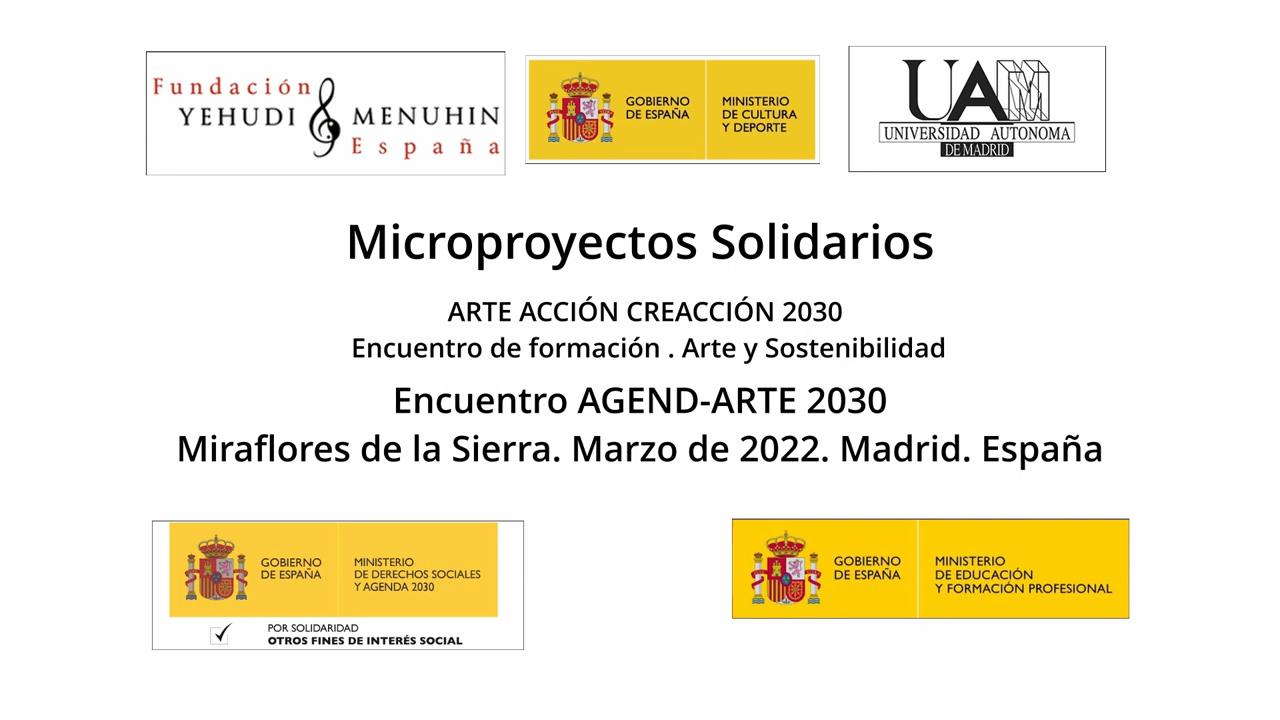 Fundación
YEHUDI MENUHIN
España
GOBIERNO
DE ESPAÑA
MINISTERIO
DE CULTURA
Y DEPORTE
UAM
UNIVERSIDAD AUTONOMA
DE MADRID
Microproyectos Solidarios
ARTE ACCIÓN CREACCIÓN 2030
Encuentro de formación . Arte y Sostenibilidad
Encuentro AGEND-ARTE 2030
Miraflores de la Sierra. Marzo de 2022. Madrid. España
GOBIERNO
DE ESPAÑA
MINISTERIO
DE DERECHOS SOCIALES
Y AGENDA 2030
POR SOLIDARIDAD
OTROS FINES DE INTERÉS SOCIAL
GOBIERNO
DE ESPAÑA
MINISTERIO
DE EDUCACIÓN
Y FORMACIÓN PROFESIONAL